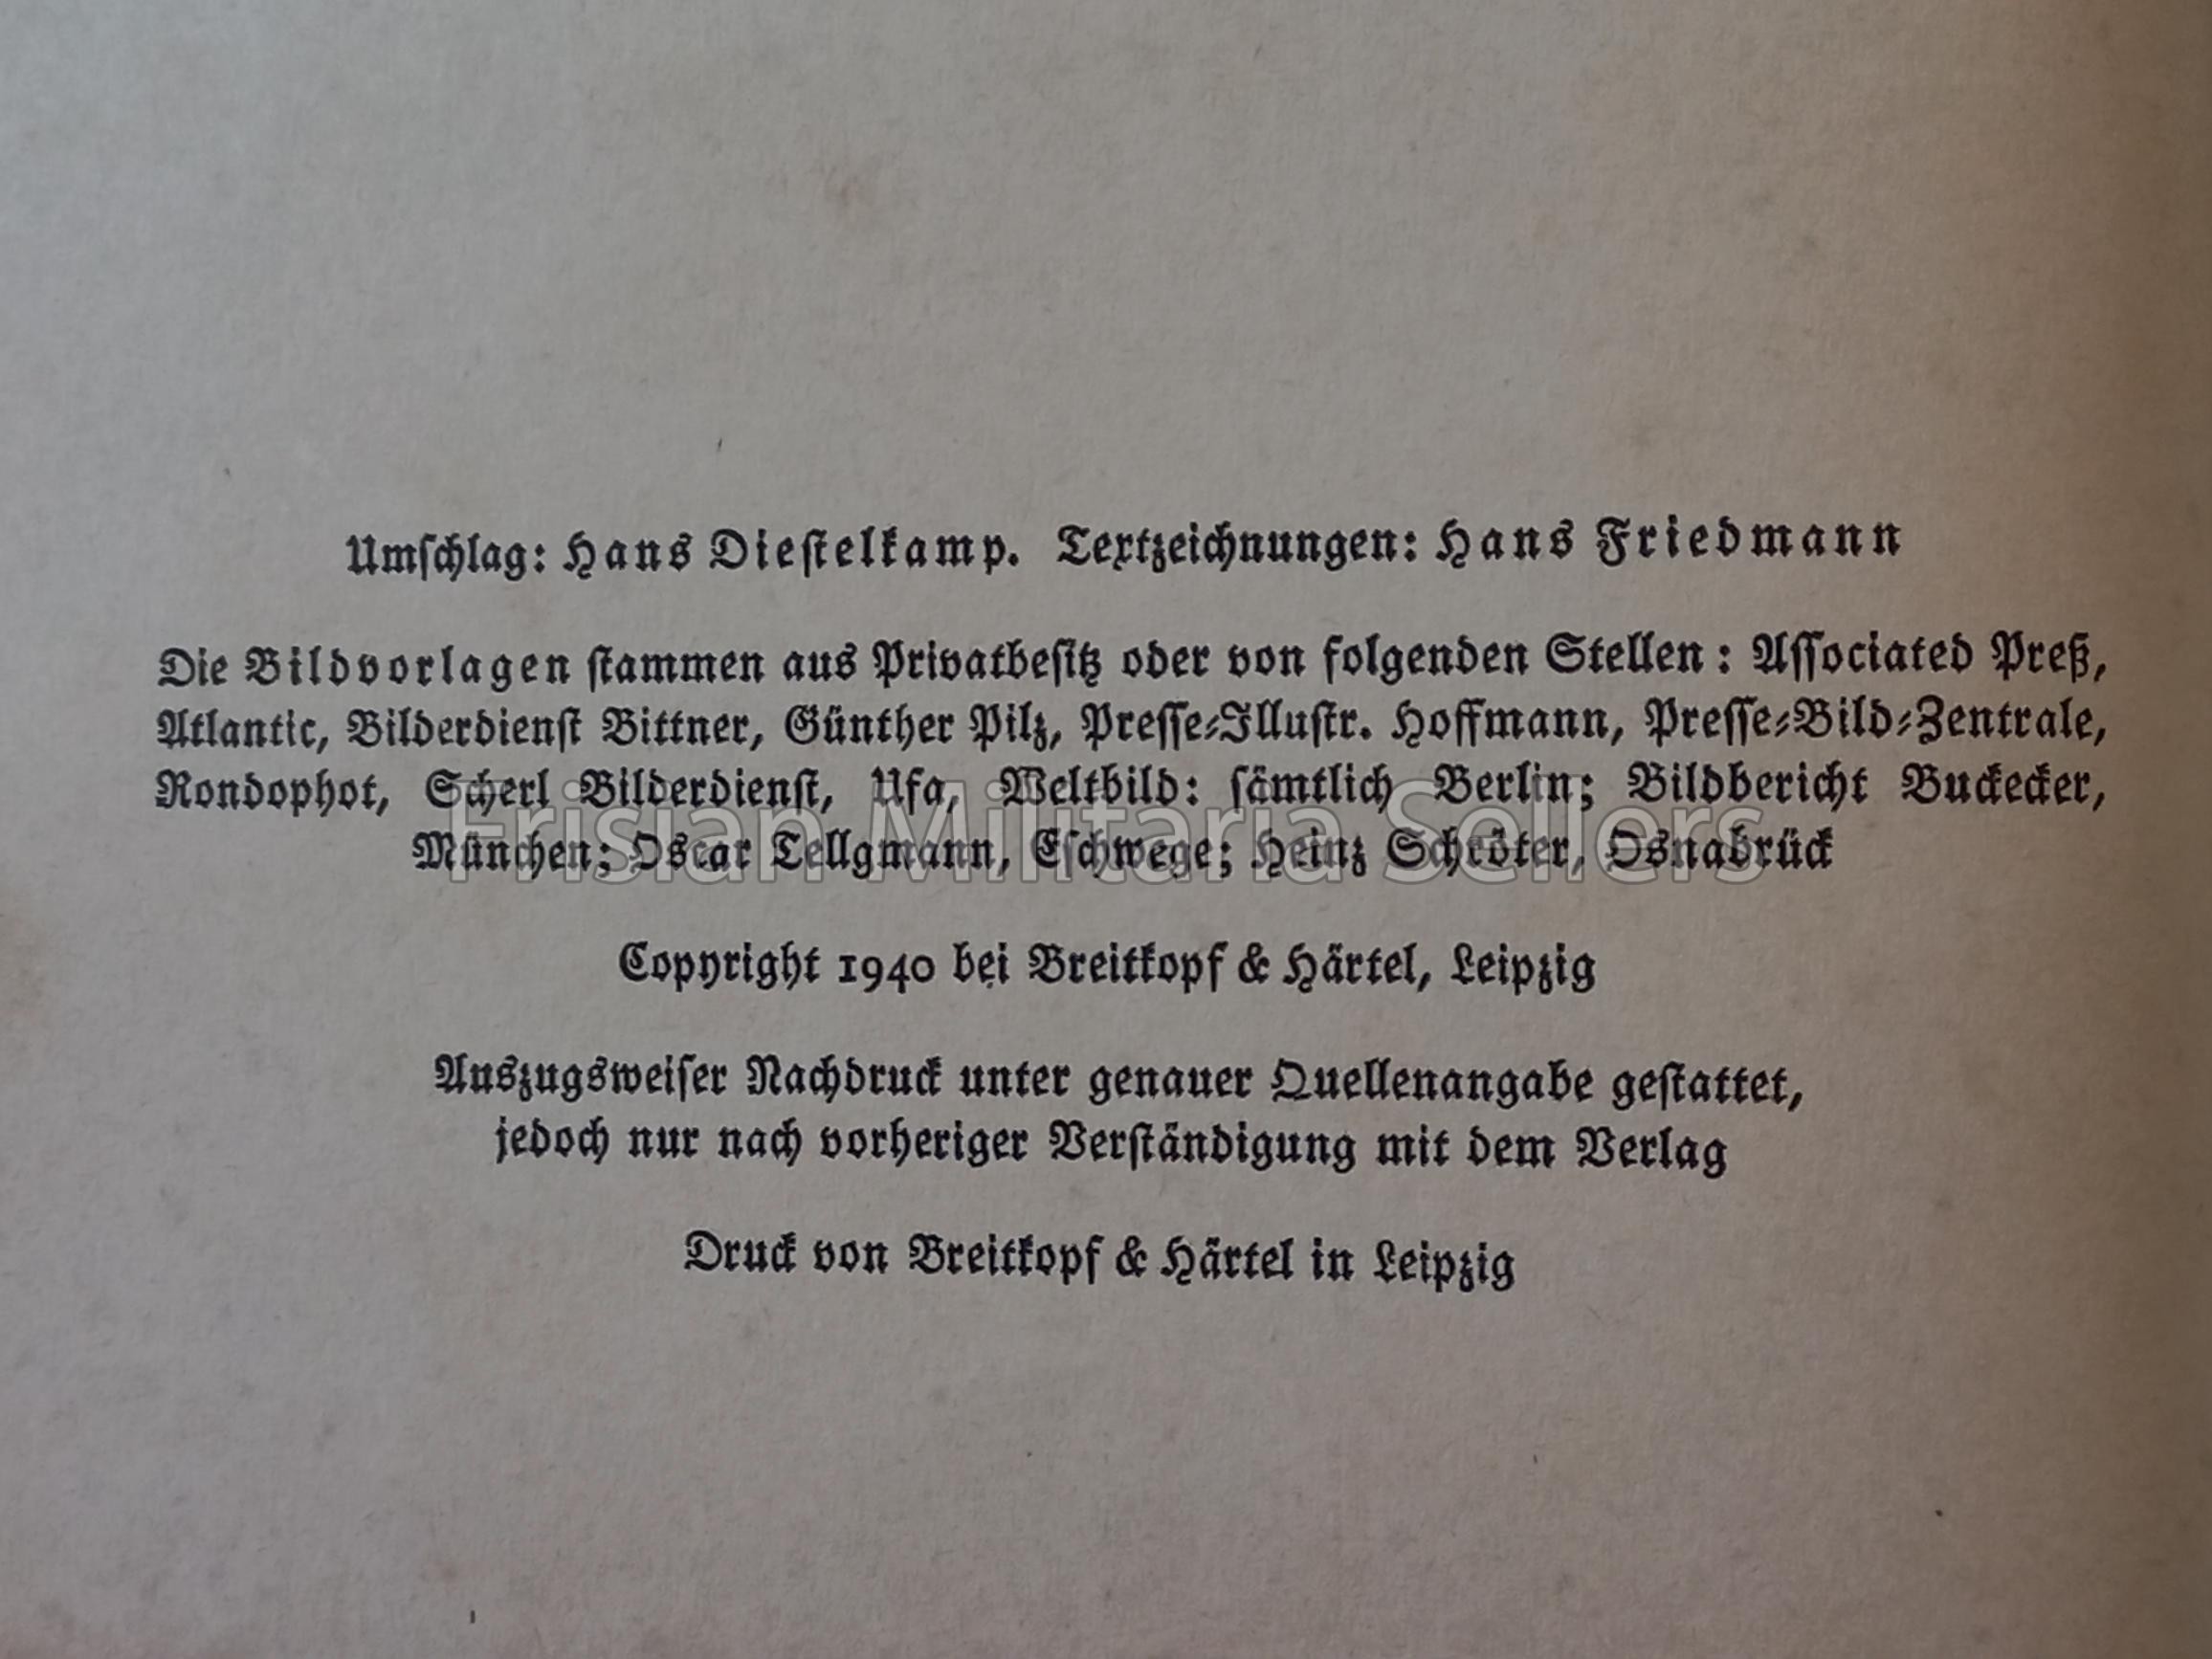 Umſchlag: Hans Dieſtelkamp. Textzeichnungen: Hans Friedmann
Die Bildvorlagen ſtammen aus Privatbeſitz oder von folgenden Stellen: Aſſociated Preß,
Atlantic, Bilderdienſt Bittner, Günther Pilz, Preſſe-Illuſtr. Hoffmann, Preſſe-Bild-Zentrale,
Rondophot, Scherl Bilderdienſt, Ufa, Weltbild: ſämtlich Berlin; Bildbericht Buckecker,
München; Oscar Tellgmann, Eſchwege; Heinz Schröter, Osnabrück
Frisian Militaria Sellers
Copyright 1940 bei Breitkopf & Härtel, Leipzig
Auszugsweiſer Nachdruck unter genauer Quellenangabe geſtattet,
jedoch nur nach vorheriger Verſtändigung mit dem Verlag
Druck von Breitkopf & Härtel in Leipzig